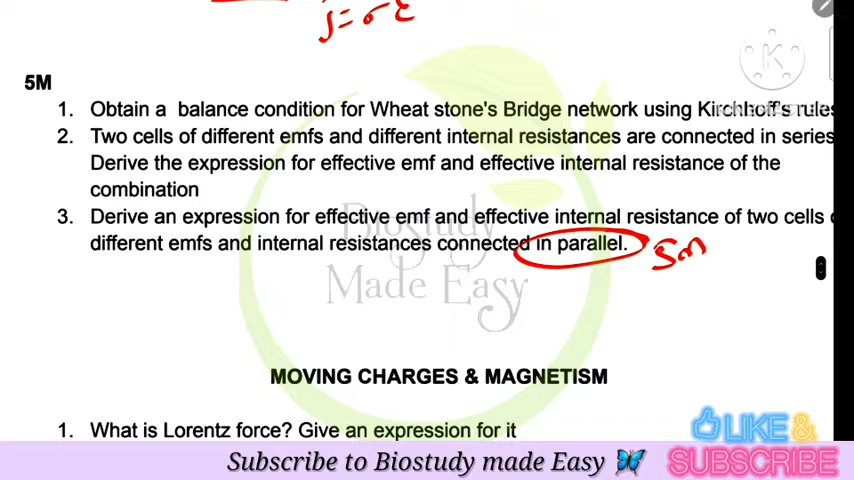 J = σE
5M
1. Obtain a balance condition for Wheat stone's Bridge network using Kirchhoff's rules
2. Two cells of different emfs and different internal resistances are connected in series
Derive the expression for effective emf and effective internal resistance of the
combination
3. Derive an expression for effective emf and effective internal resistance of two cells
different emfs and internal resistances connected in parallel. 5M
Biostudy
Made Easy
MOVING CHARGES & MAGNETISM
1. What is Lorentz force? Give an expression for it
LIKE &
SUBSCRIBE
Subscribe to Biostudy made Easy